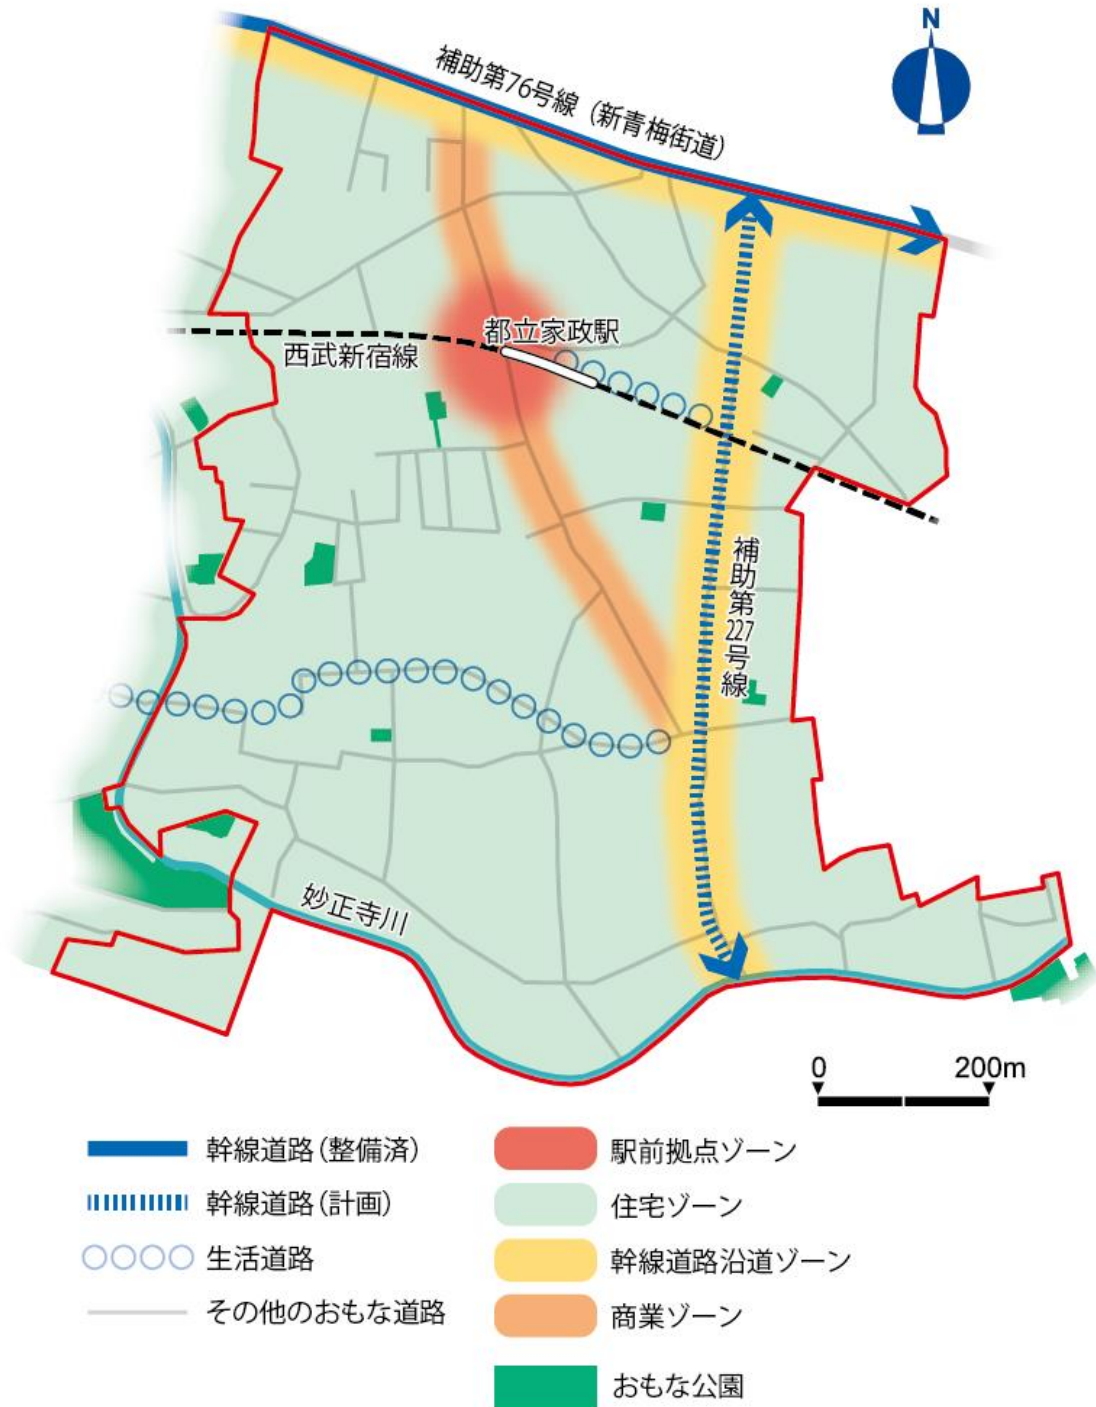 N
補助第76号線（新青梅街道）
都立家政駅
西武新宿線
補助第227号線
妙正寺川
0 200m
幹線道路（整備済）
幹線道路（計画）
生活道路
その他のおもな道路
駅前拠点ゾーン
住宅ゾーン
幹線道路沿道ゾーン
商業ゾーン
おもな公園